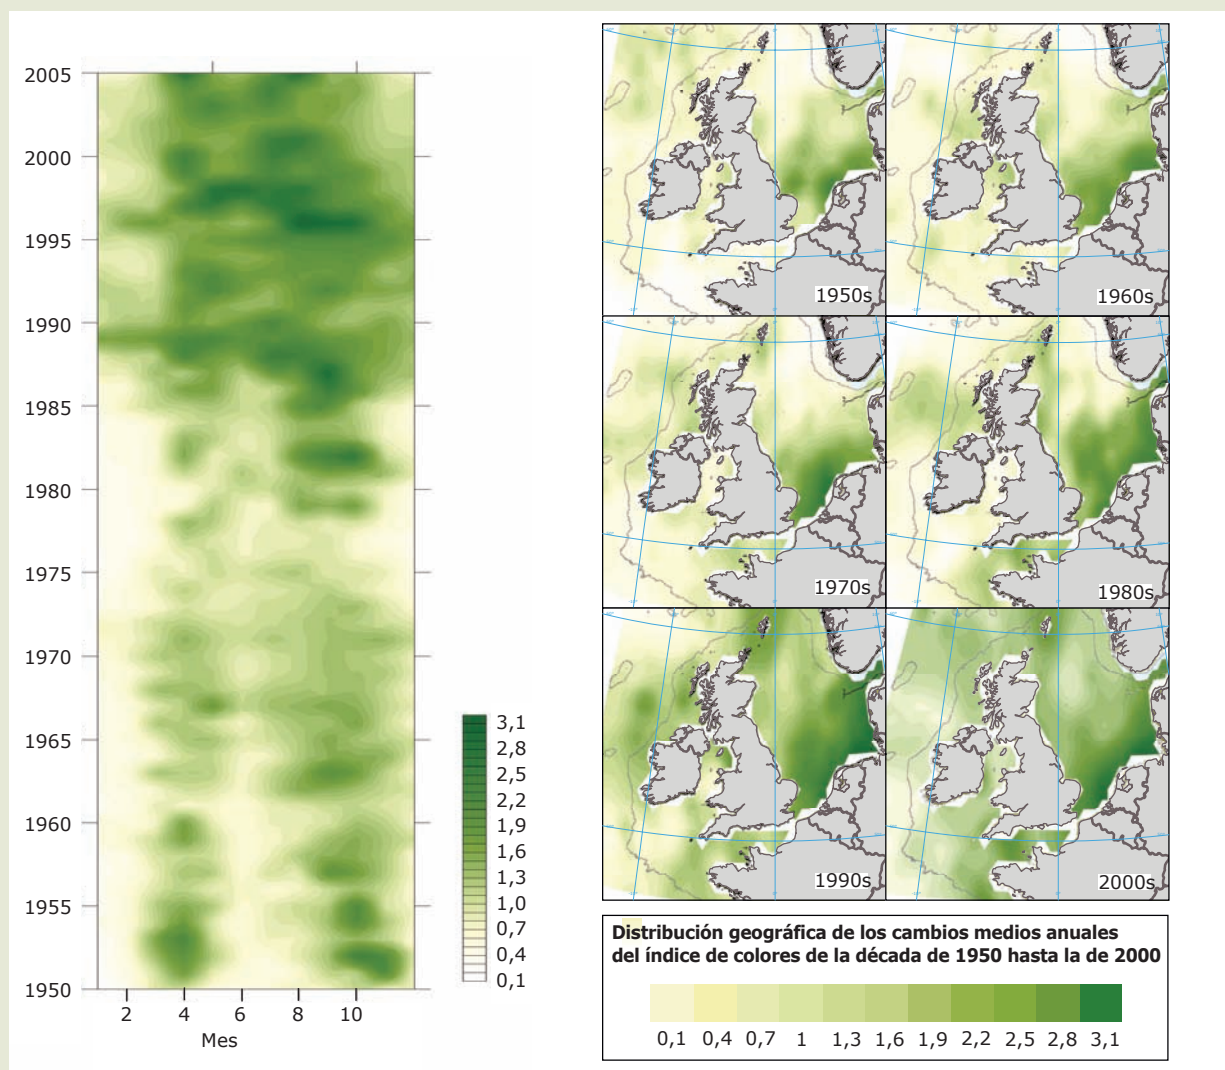 2005
2000
1995
1990
1985
1980
1975
1970
1965
1960
1955
1950
2
4
6
8
10
Mes
3,1
2,8
2,5
2,2
1,9
1,6
1,3
1,0
0,7
0,4
0,1
1950s
1960s
1970s
1980s
1990s
2000s
Distribución geográfica de los cambios medios anuales
del índice de colores de la década de 1950 hasta la de 2000
0,1 0,4 0,7 1 1,3 1,6 1,9 2,2 2,5 2,8 3,1